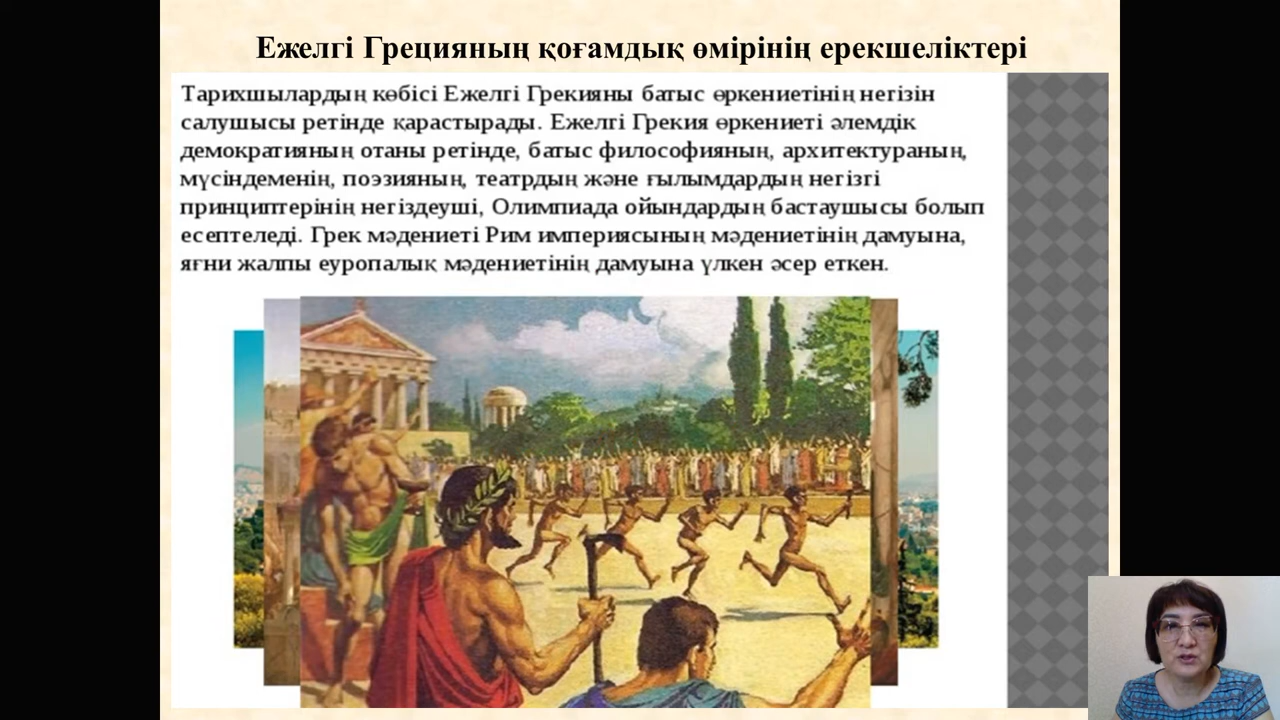 Ежелгі Грецияның қоғамдық өмірінің ерекшеліктері
Тарихшылардың көбісі Ежелгі Грекияны батыс өркениетінің негізін
салушысы ретінде қарастырады. Ежелгі Грекия өркениеті әлемдік
демократияның отаны ретінде, батыс философияның, архитектураның,
мүсіндеменің, поэзияның, театрдың және ғылымдардың негізгі
принциптерінің негіздеуші, Олимпиада ойындардың бастаушысы болып
есептеледі. Грек мәдениеті Рим империясының мәдениетінің дамуына,
яғни жалпы еуропалық мәдениетінің дамуына үлкен әсер еткен.